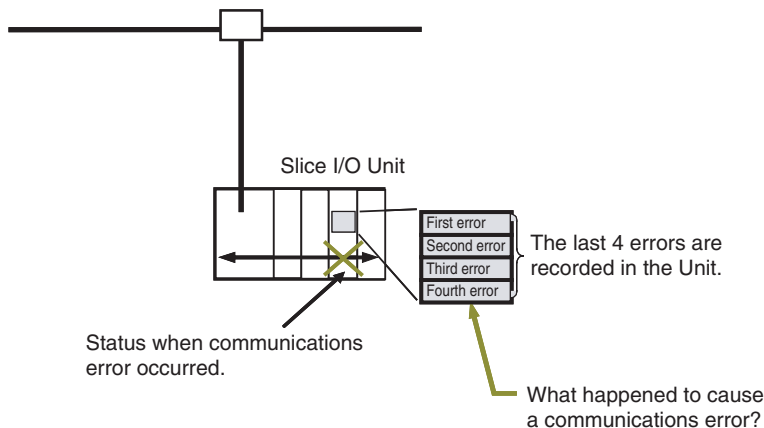 Slice I/O Unit
First error
Second error
Third error
Fourth error
The last 4 errors are
recorded in the Unit.
Status when communications
error occurred.
What happened to cause
a communications error?